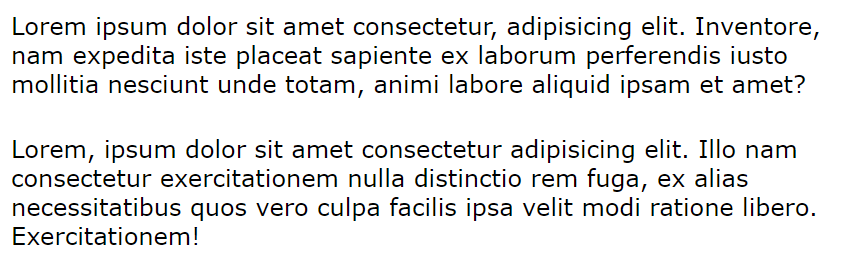 Lorem ipsum dolor sit amet consectetur, adipisicing elit. Inventore,
nam expedita iste placeat sapiente ex laborum perferendis iusto
mollitia nesciunt unde totam, animi labore aliquid ipsam et amet?
Lorem, ipsum dolor sit amet consectetur adipisicing elit. Illo nam
consectetur exercitationem nulla distinctio rem fuga, ex alias
necessitatibus quos vero culpa facilis ipsa velit modi ratione libero.
Exercitationem!